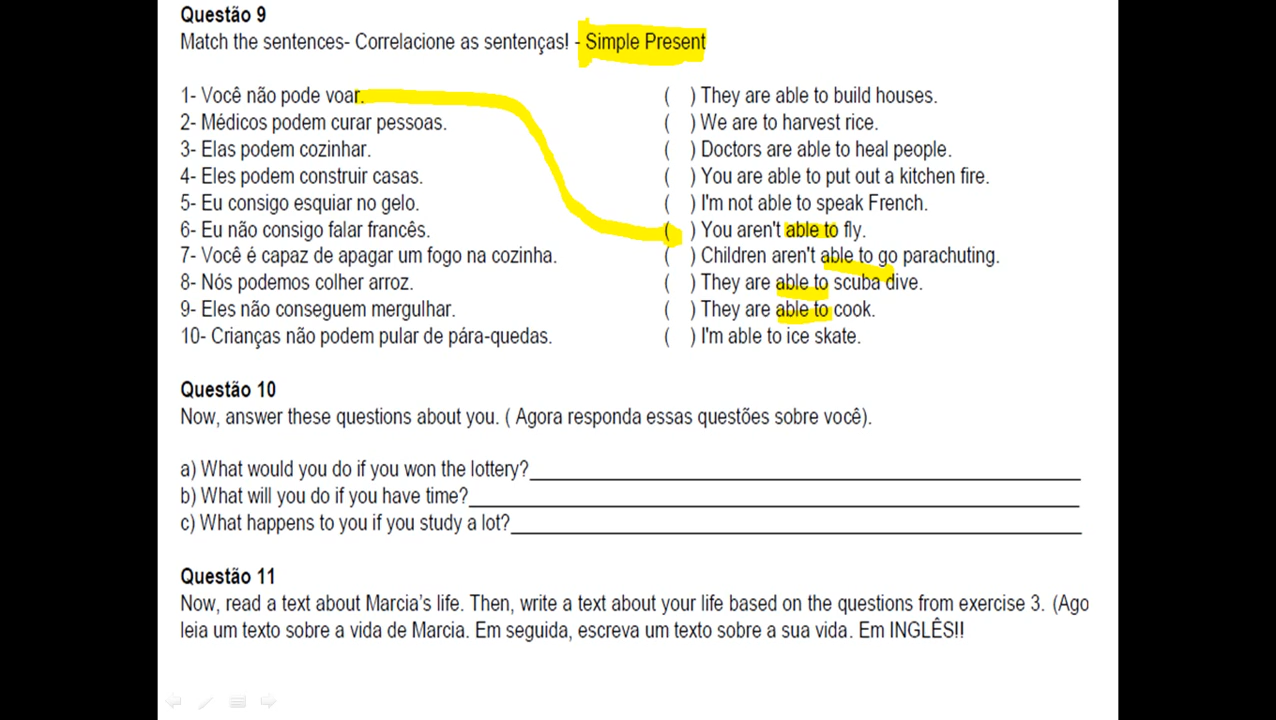 Questão 9
Match the sentences- Correlacione as sentenças! - Simple Present
1- Você não pode voar.
2- Médicos podem curar pessoas.
3- Elas podem cozinhar.
4- Eles podem construir casas.
5- Eu consigo esquiar no gelo.
6- Eu não consigo falar francês.
7- Você é capaz de apagar um fogo na cozinha.
8- Nós podemos colher arroz.
9- Eles não conseguem mergulhar.
10- Crianças não podem pular de pára-quedas.
( ) They are able to build houses.
( ) We are to harvest rice.
( ) Doctors are able to heal people.
( ) You are able to put out a kitchen fire.
( ) I'm not able to speak French.
( ) You aren't able to fly.
( ) Children aren't able to go parachuting.
( ) They are able to scuba dive.
( ) They are able to cook.
( ) I'm able to ice skate.
Questão 10
Now, answer these questions about you. ( Agora responda essas questões sobre você).
a) What would you do if you won the lottery?
b) What will you do if you have time?
c) What happens to you if you study a lot?
Questão 11
Now, read a text about Marcia's life. Then, write a text about your life based on the questions from exercise 3. (Ago
leia um texto sobre a vida de Marcia. Em seguida, escreva um texto sobre a sua vida. Em INGLÊS!!